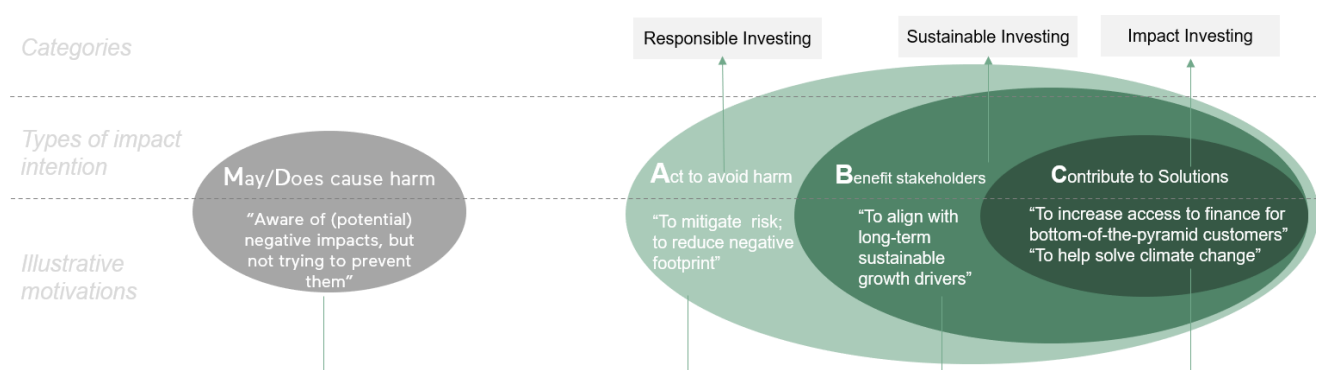 Categories
Responsible Investing
Sustainable Investing
Impact Investing
Types of impact
intention
May/Does cause harm
Act to avoid harm
Benefit stakeholders
Contribute to Solutions
Illustrative
motivations
"Aware of (potential)
negative impacts, but
not trying to prevent
them”
“To mitigate risk;
to reduce negative
footprint”
“To align with
long-term
sustainable
growth drivers”
“To increase access to finance for
bottom-of-the-pyramid customers”
“To help solve climate change”